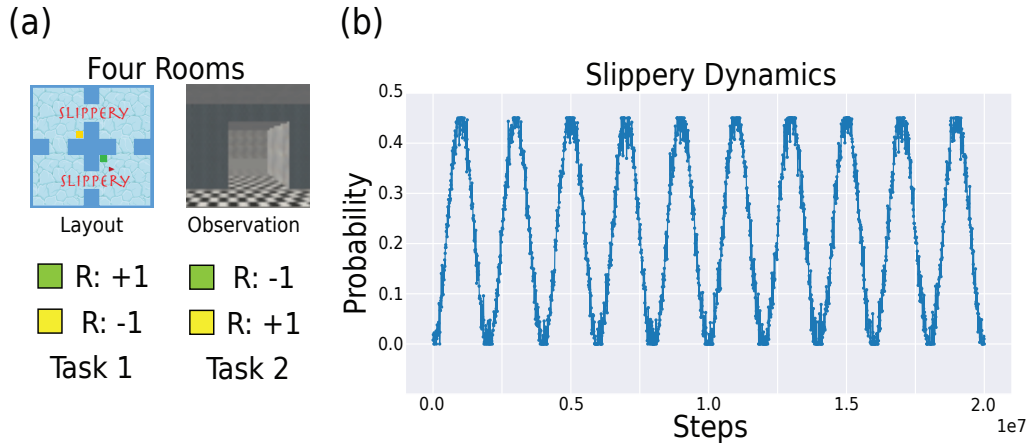 (a)
Four Rooms
SLIPPERY
SLIPPERY
Layout
Observation
R: +1
R: -1
R: -1
R: +1
Task 1
Task 2
(b)
Slippery Dynamics
Probability
0.5
0.4
0.3
0.2
0.1
0.0
0.0
0.5
1.0
1.5
2.0
1e7
Steps